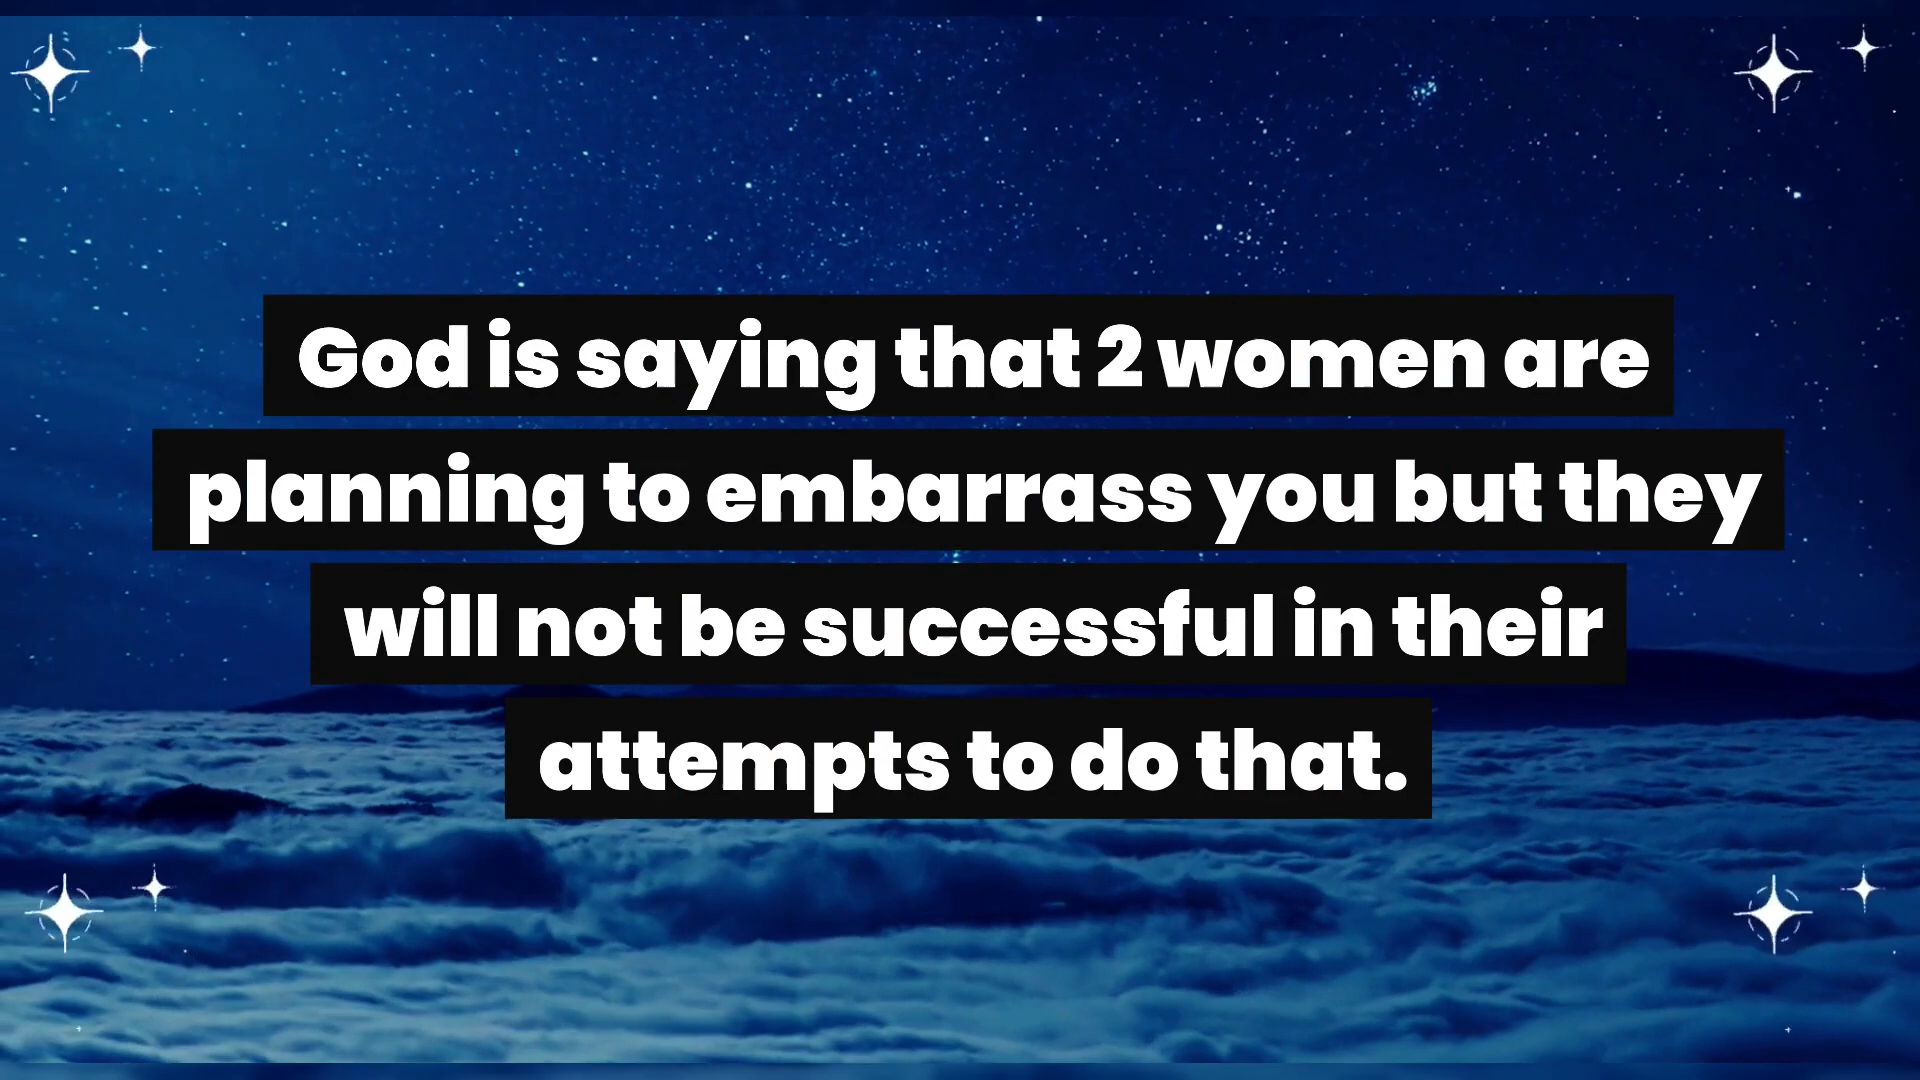 God is saying that 2 women are
planning to embarrass you but they
will not be successful in their
attempts to do that.